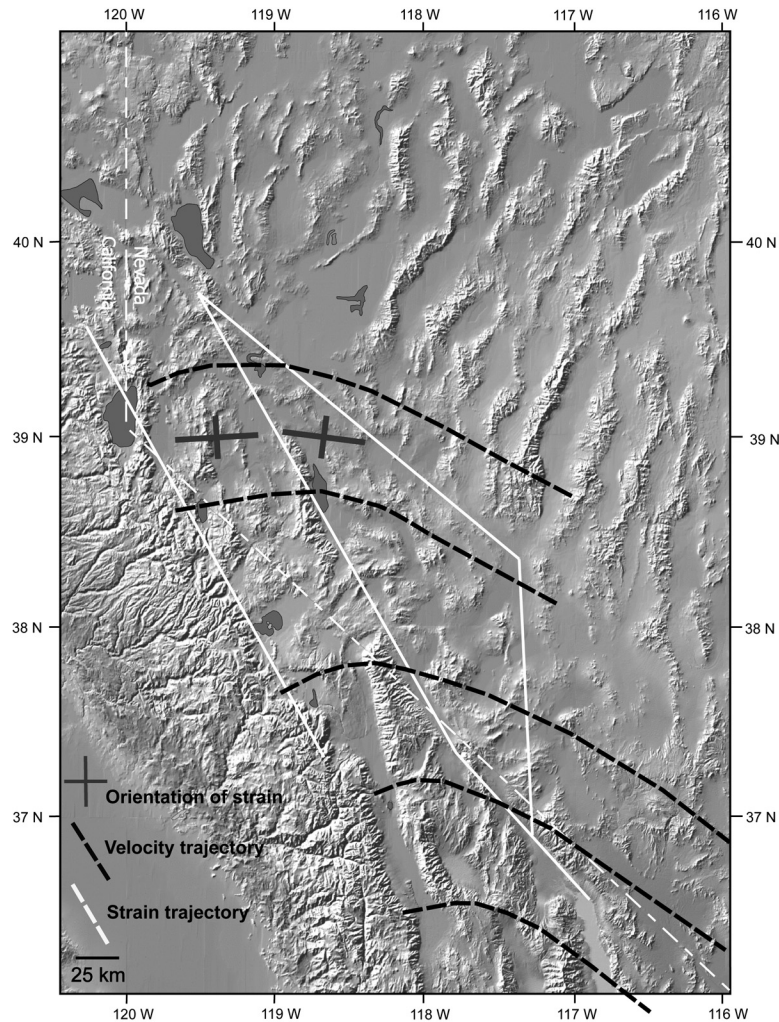 120 W 119 W 118 W 117 W 116 W
40 N 40 N
California
Nevada
39 N 39 N
38 N 38 N
37 N 37 N
Orientation of strain
Velocity trajectory
Strain trajectory
25 km
120 W 119 W 118 W 117 W 116 W